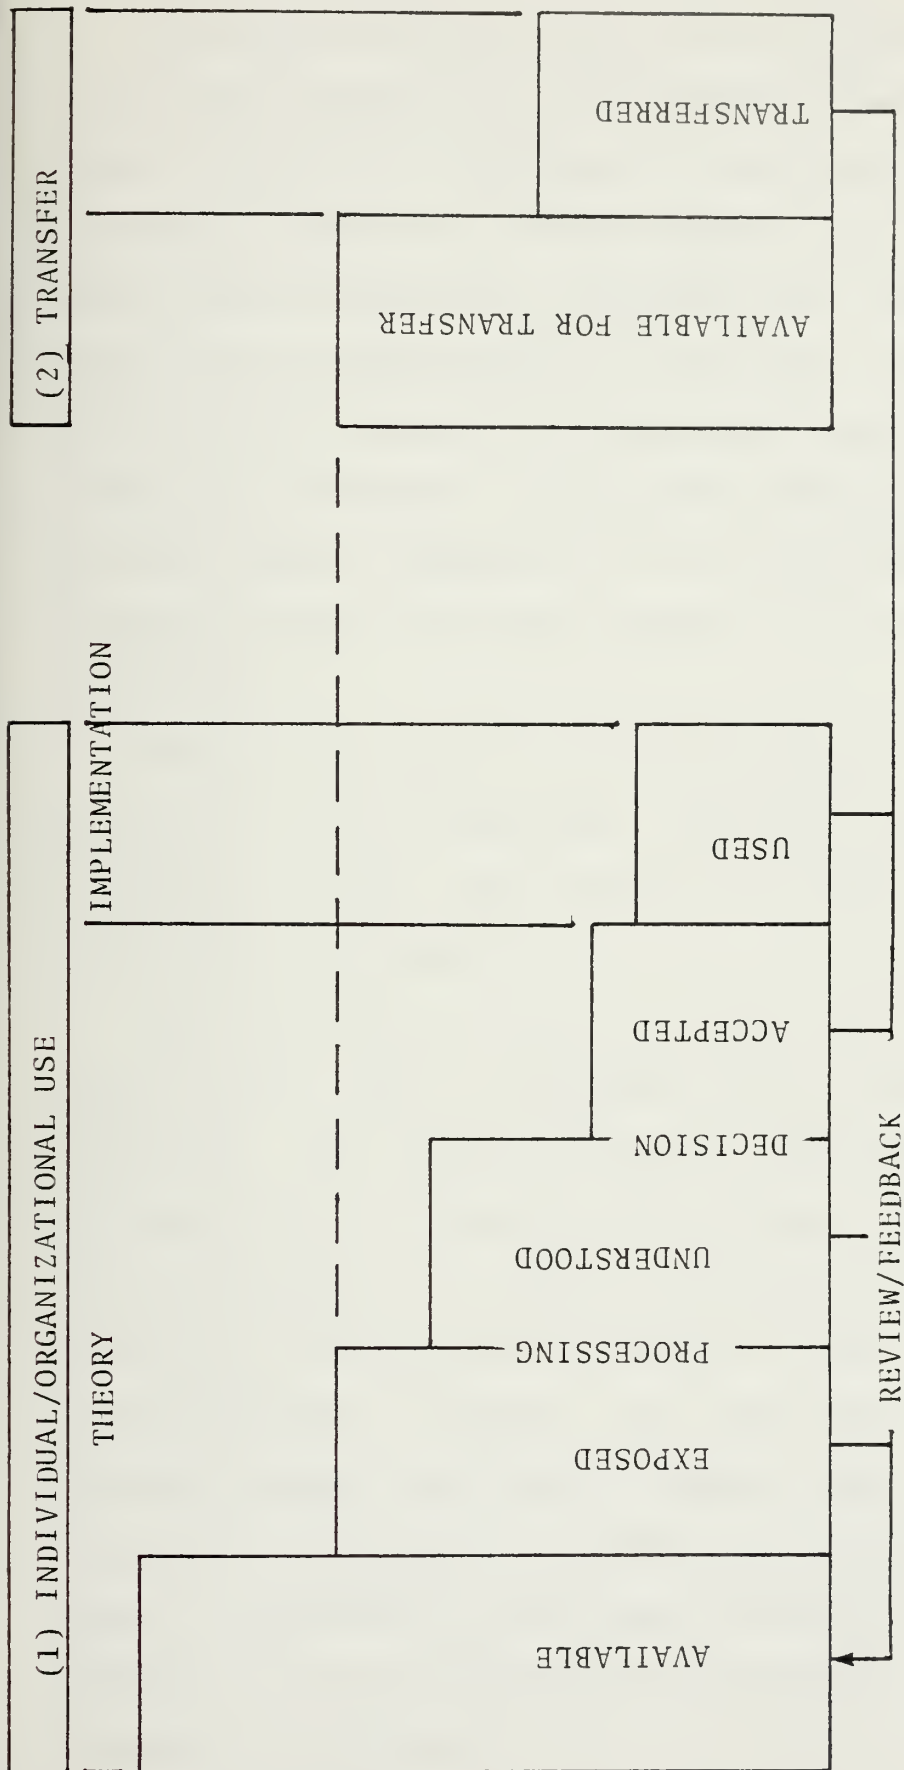 (1) INDIVIDUAL/ORGANIZATIONAL USE
(2) TRANSFER
THEORY
IMPLEMENTATION
AVAILABLE
EXPOSED
PROCESSING
UNDERSTOOD
DECISION
ACCEPTED
USED
AVAILABLE FOR TRANSFER
TRANSFERRED
REVIEW/FEEDBACK